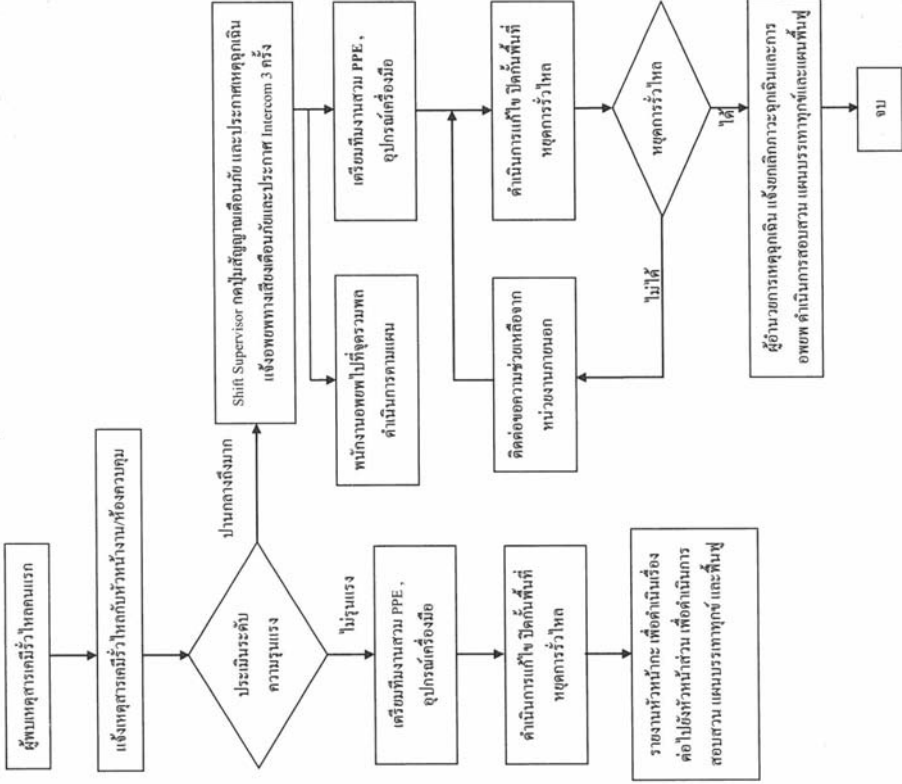 ผู้พบเหตุสารเคมีรั่วไหลคนแรก
แจ้งเหตุสารเคมีรั่วไหลกับหัวหน้างาน/ห้องควบคุม
ประเมินระดับ
ความรุนแรง
ปานกลางถึงมาก
ไม่รุนแรง
เตรียมทีมงานสวม PPE ,
อุปกรณ์เครื่องมือ
ดำเนินการแก้ไข ปิดกั้นพื้นที่
หยุดการรั่วไหล
รายงานหัวหน้ากะ เพื่อดำเนินเรื่อง
ต่อไปยังหัวหน้าส่วน เพื่อดำเนินการ
สอบสวน แผนบรรเทาทุกข์ และฟื้นฟู
Shift Supervisor กดปุ่มสัญญาณเตือนภัย และประกาศเหตุฉุกเฉิน
แจ้งอพยพทางเสียงเตือนภัยและประกาศ Intercom 3 ครั้ง
พนักงานอพยพไปที่จุดรวมพล
ดำเนินการตามแผน
เตรียมทีมงานสวม PPE ,
อุปกรณ์เครื่องมือ
ติดต่อขอความช่วยเหลือจาก
หน่วยงานภายนอก
ดำเนินการแก้ไข ปิดกั้นพื้นที่
หยุดการรั่วไหล
หยุดการรั่วไหล
ไม่ได้
ได้
ผู้อำนวยการเหตุฉุกเฉิน แจ้งยกเลิกภาวะฉุกเฉินและการ
อพยพ ดำเนินการสอบสวน แผนบรรเทาทุกข์และแผนฟื้นฟู
จบ